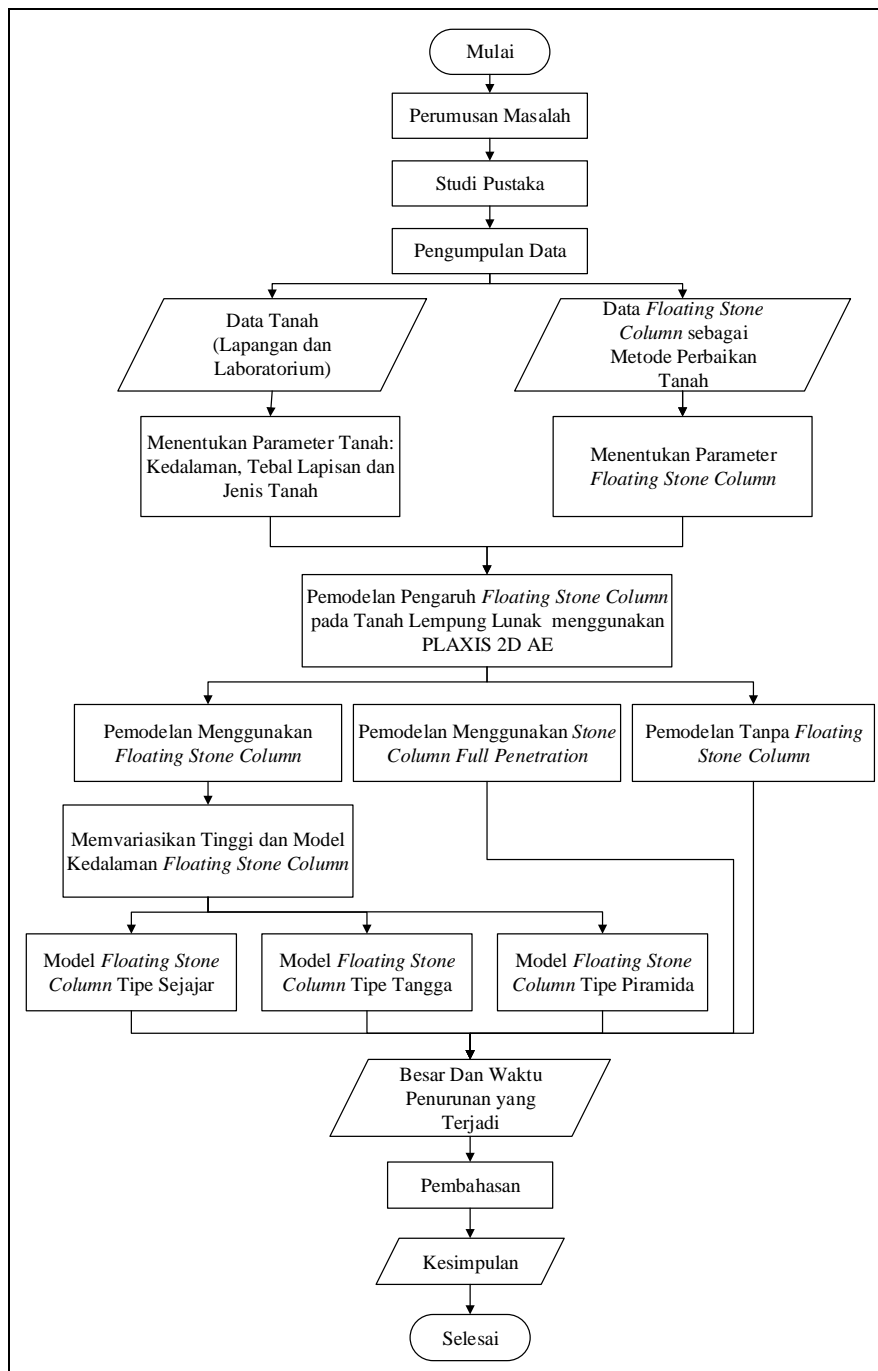 Mulai
Perumusan Masalah
Studi Pustaka
Pengumpulan Data
Data Tanah
(Lapangan dan
Laboratorium)
Data Floating Stone
Column sebagai
Metode Perbaikan
Tanah
Menentukan Parameter Tanah:
Kedalaman, Tebal Lapisan dan
Jenis Tanah
Menentukan Parameter
Floating Stone Column
Pemodelan Pengaruh Floating Stone Column
pada Tanah Lempung Lunak menggunakan
PLAXIS 2D AE
Pemodelan Menggunakan
Floating Stone Column
Pemodelan Menggunakan Stone
Column Full Penetration
Pemodelan Tanpa Floating
Stone Column
Memvariasikan Tinggi dan Model
Kedalaman Floating Stone Column
Model Floating Stone
Column Tipe Sejajar
Model Floating Stone
Column Tipe Tangga
Model Floating Stone
Column Tipe Piramida
Besar Dan Waktu
Penurunan yang
Terjadi
Pembahasan
Kesimpulan
Selesai